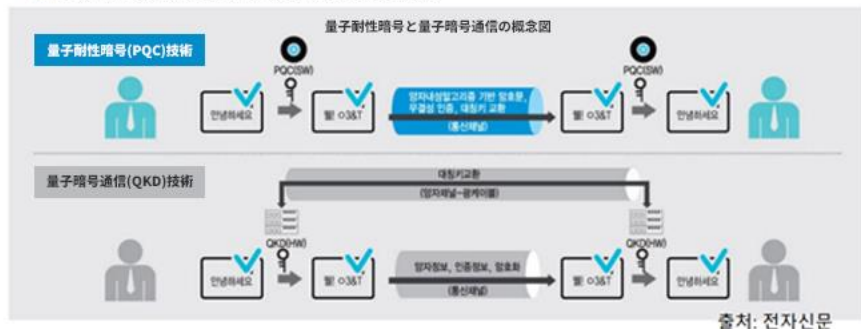 量子耐性暗号と量子暗号通信の概念図
量子耐性暗号(PQC)技術
PQC(SW)
PQC(SW)
안녕하세요
암자내성알고리즘 기반 암호문,
무결성 인증, 대칭키 교환
(통신채널)
안녕하세요
量子暗号通信(QKD)技術
대칭키교환
(양자채널-광케이블)
QKD(HW)
QKD(HW)
안녕하세요
양자정보, 인증정보, 암호화
(통신채널)
안녕하세요
출처: 전자신문